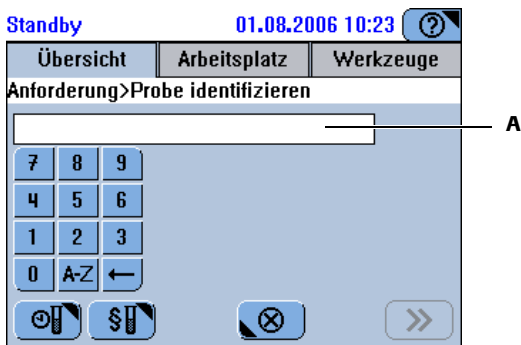 Standby 01.08.2006 10:23 ?
Übersicht Arbeitsplatz Werkzeuge
Anforderung>Probe identifizieren
A
7 8 9
4 5 6
1 2 3
0 A-Z ←
§ >>